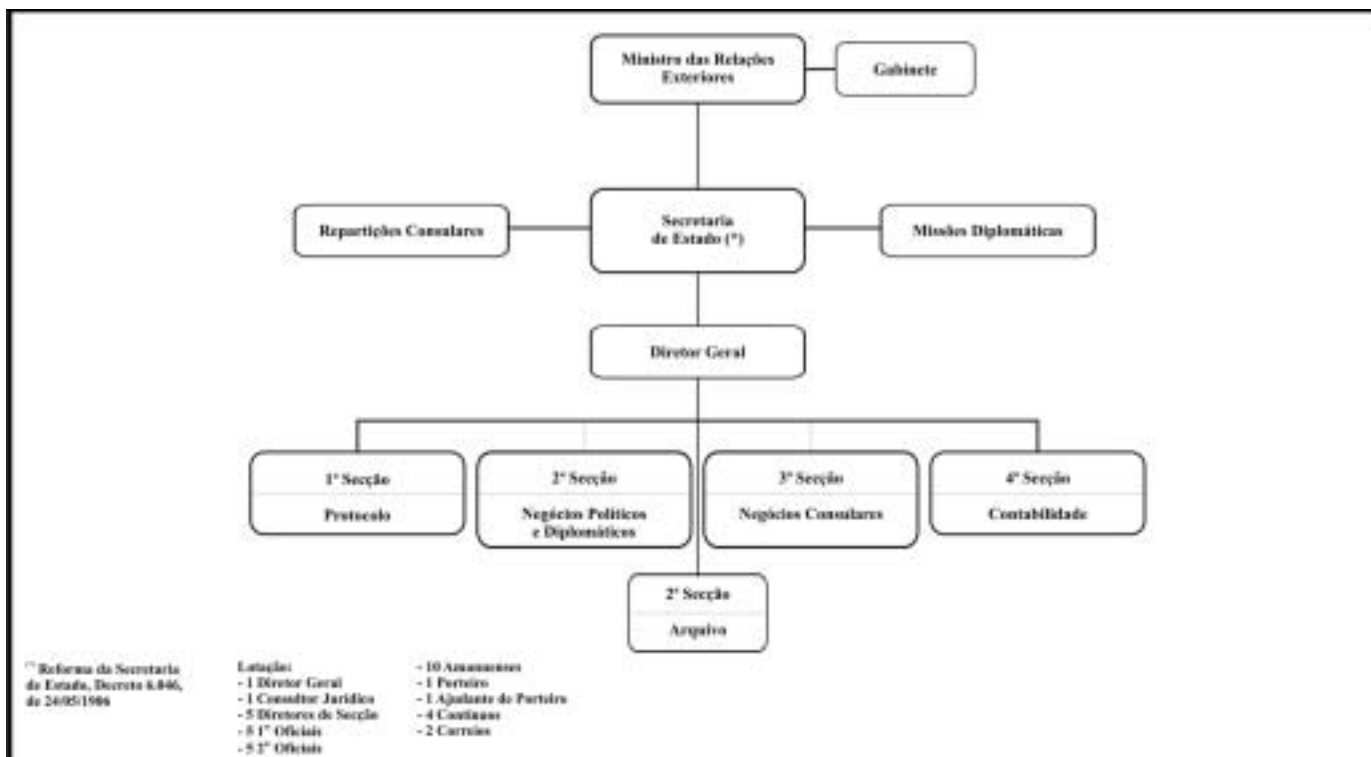 Ministro das Relações
Exteriores
Gabinete
Repartições Consulares
Secretaria
de Estado (*)
Missões Diplomáticas
Diretor Geral
1ª Secção
Protocolo
2ª Secção
Negócios Políticos
e Diplomáticos
3ª Secção
Negócios Consulares
4ª Secção
Contabilidade
2ª Secção
Arquivo
(*) Reforma da Secretaria
de Estado, Decreto 6.046,
de 24/05/1906
Lotação:
- 1 Diretor Geral
- 1 Consultor Jurídico
- 5 Diretores de Secção
- 5 1ºs Oficiais
- 5 2ºs Oficiais
- 10 Amanuenses
- 1 Porteiro
- 1 Ajudante de Porteiro
- 4 Contínuos
- 2 Correios